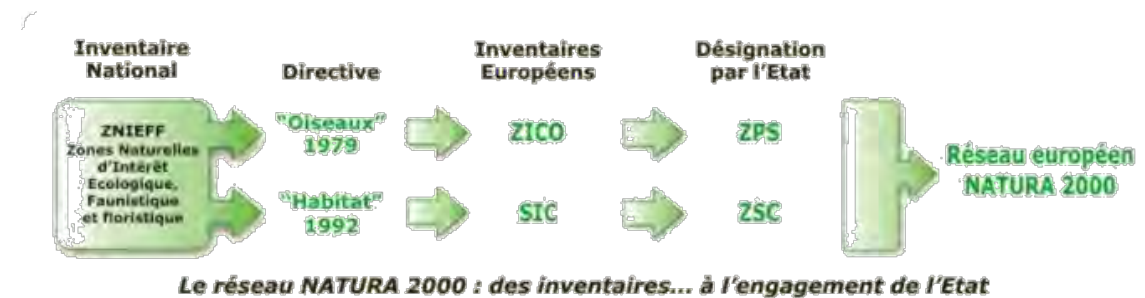 Inventaire
National
Directive
Inventaires
Européens
Désignation
par l'Etat
ZNIEFF
Zones Naturelles
d'Intérêt
Ecologique,
Faunistique
et floristique
"Oiseaux"
1979
ZICO
ZPS
"Habitat"
1992
SIC
ZSC
Réseau européen
NATURA 2000
Le réseau NATURA 2000 : des inventaires... à l'engagement de l'Etat